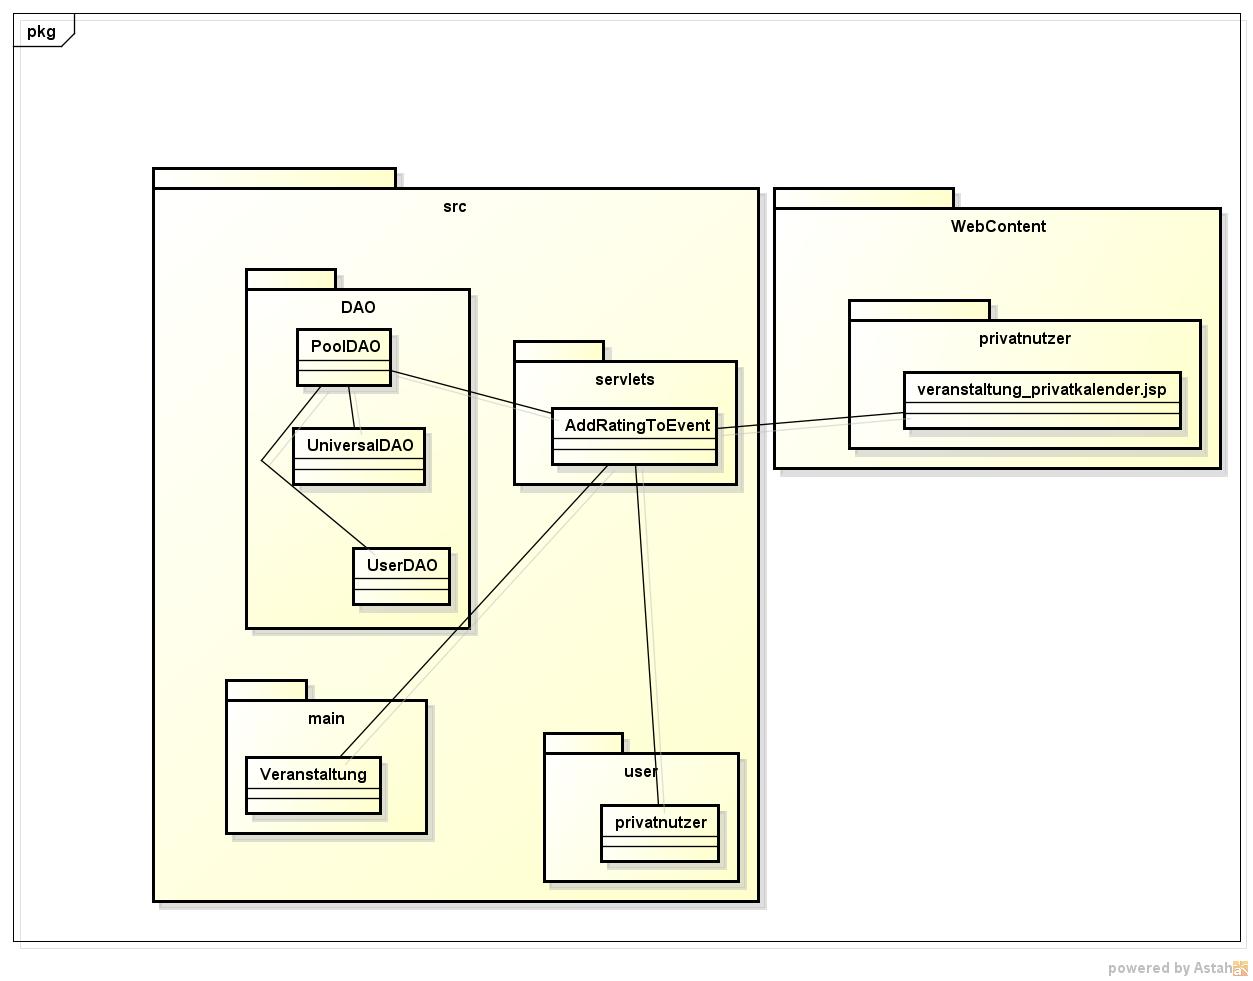 pkg
src
WebContent
DAO
privatnutzer
PoolDAO
servlets
veranstaltung_privatkalender.jsp
AddRatingToEvent
UniversalDAO
UserDAO
main
user
Veranstaltung
privatnutzer
powered by Astah